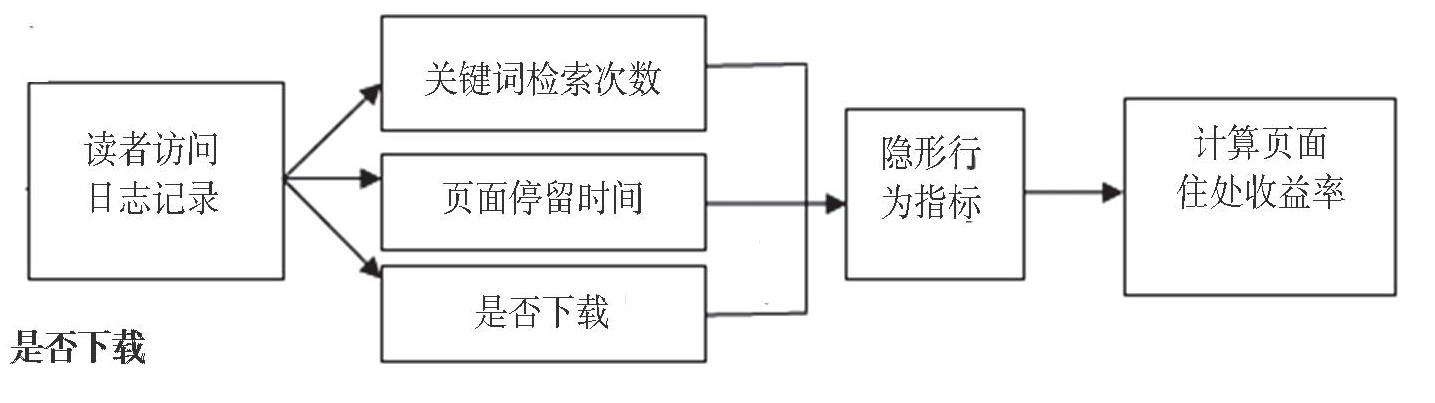 读者访问
日志记录
关键词检索次数
页面停留时间
是否下载
隐形行
为指标
计算页面
住处收益率
是否下载